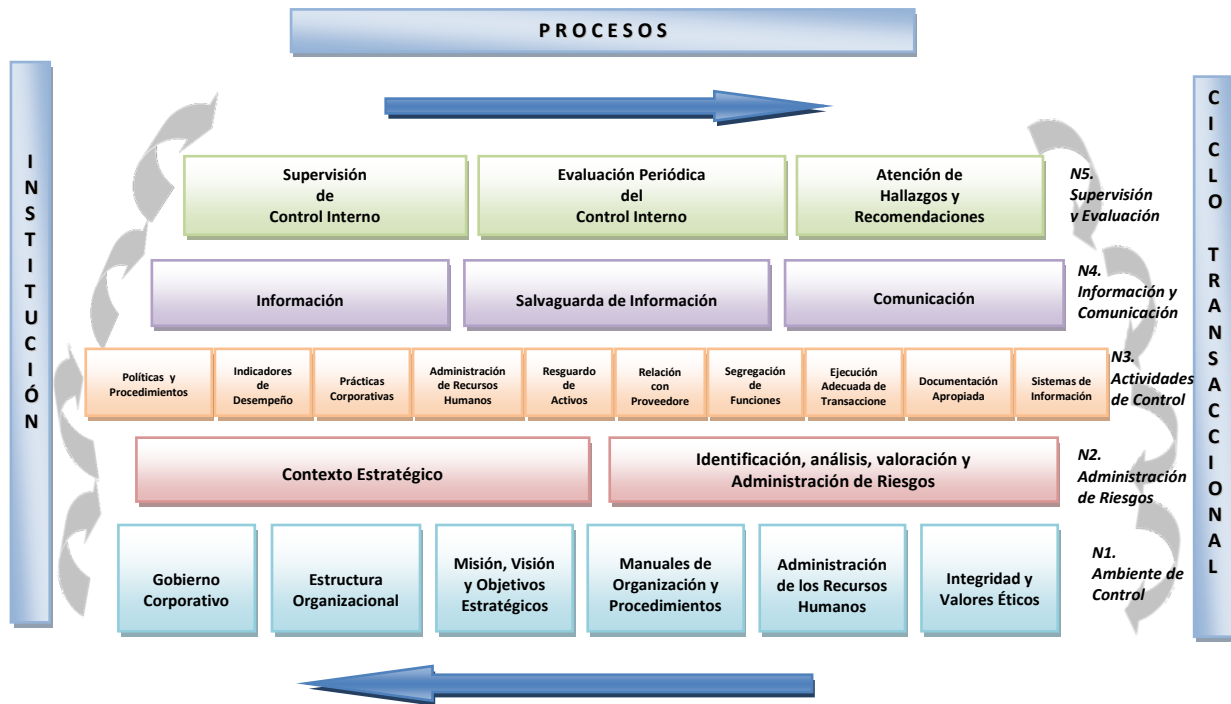 PROCESOS
INSTITUCIÓN
CICLO TRANSACCIONAL
Supervisión
de
Control Interno
Evaluación Periódica
del
Control Interno
Atención de
Hallazgos y
Recomendaciones
N5.
Supervisión
y Evaluación
Información
Salvaguarda de Información
Comunicación
N4.
Información y
Comunicación
Políticas y
Procedimientos
Indicadores
de
Desempeño
Prácticas
Corporativas
Administración
de Recursos
Humanos
Resguardo
de
Activos
Relación
con
Proveedore
Segregación
de
Funciones
Ejecución
Adecuada de
Transaccione
Documentación
Apropiada
Sistemas de
Información
N3.
Actividades
de Control
Contexto Estratégico
Identificación, análisis, valoración y
Administración de Riesgos
N2.
Administración
de Riesgos
Gobierno
Corporativo
Estructura
Organizacional
Misión, Visión
y Objetivos
Estratégicos
Manuales de
Organización y
Procedimientos
Administración
de los Recursos
Humanos
Integridad y
Valores Éticos
N1.
Ambiente de
Control